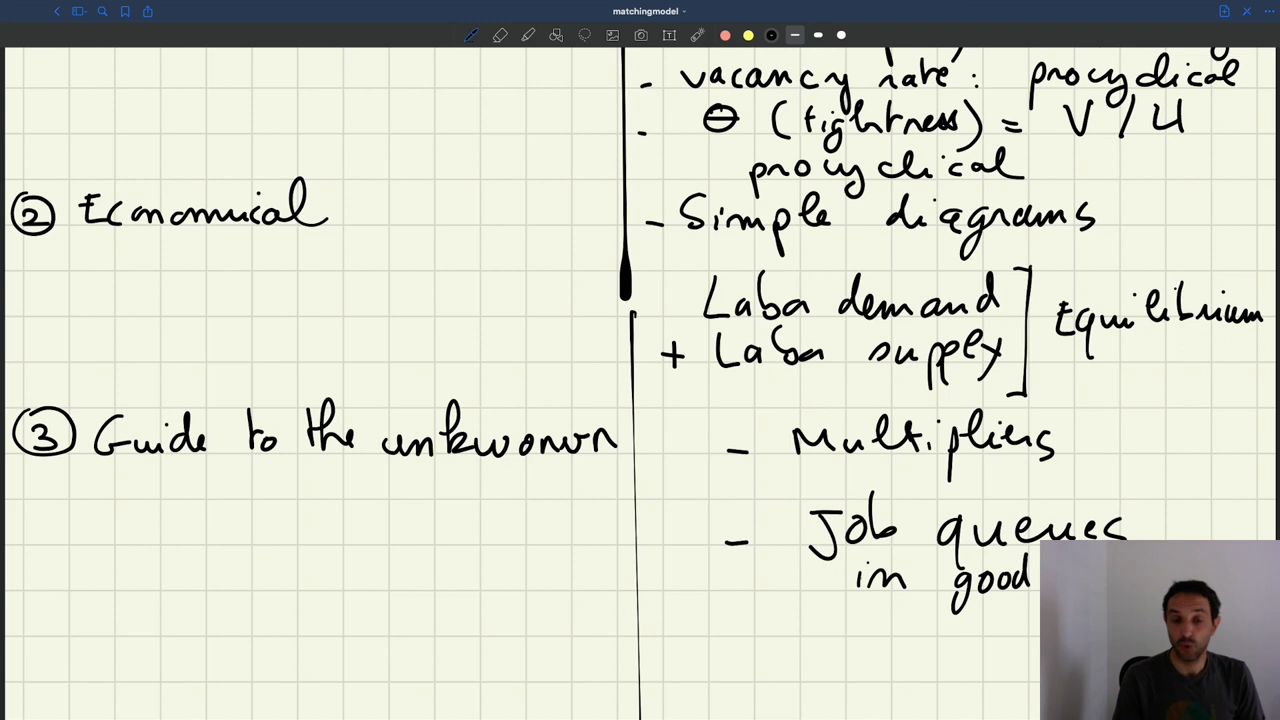 matchingmodel
- vacancy rate : procyclical
- θ (tightness) = V / U
procyclical
② Economical
- Simple diagrams
Labor demand
+ Labor supply
Equilibrium
③ Guide to the unkwonwn
- Multipliers
- Job queues
in good